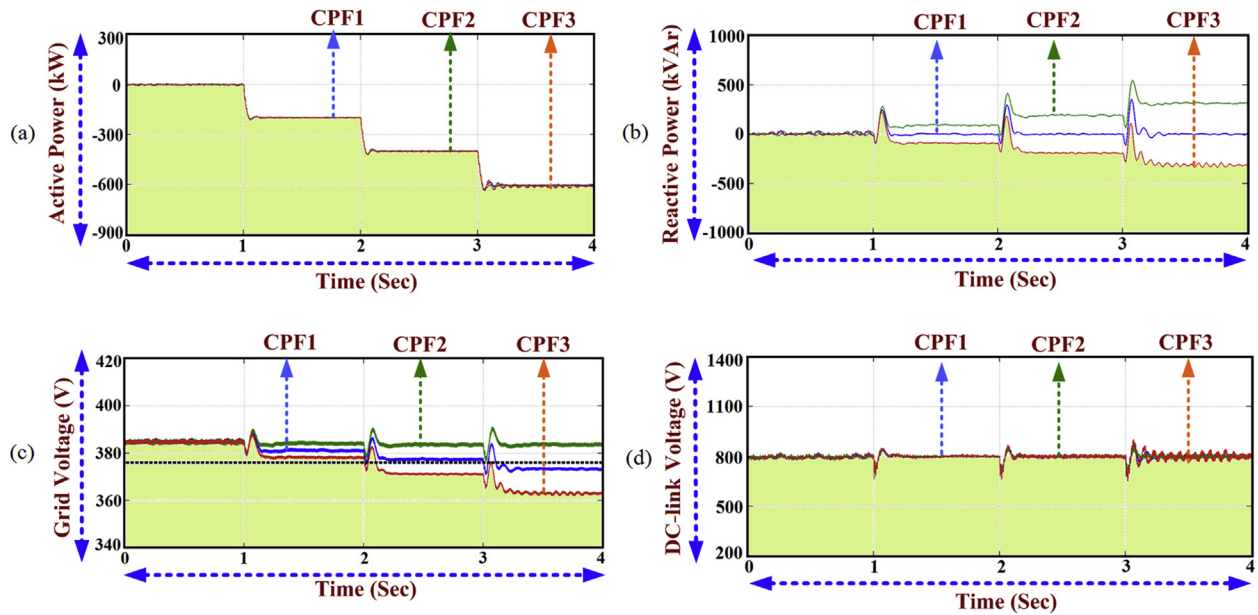 CPF1 CPF2 CPF3
300
0
-300
-600
-900
Active Power (kW)
(a)
0 1 2 3 4
Time (Sec)
CPF1 CPF2 CPF3
1000
500
0
-500
-1000
Reactive Power (kVAr)
(b)
0 1 2 3 4
Time (Sec)
CPF1 CPF2 CPF3
420
400
380
360
340
Grid Voltage (V)
(c)
0 1 2 3 4
Time (Sec)
CPF1 CPF2 CPF3
1400
1100
800
500
200
DC-link Voltage (V)
(d)
0 1 2 3 4
Time (Sec)